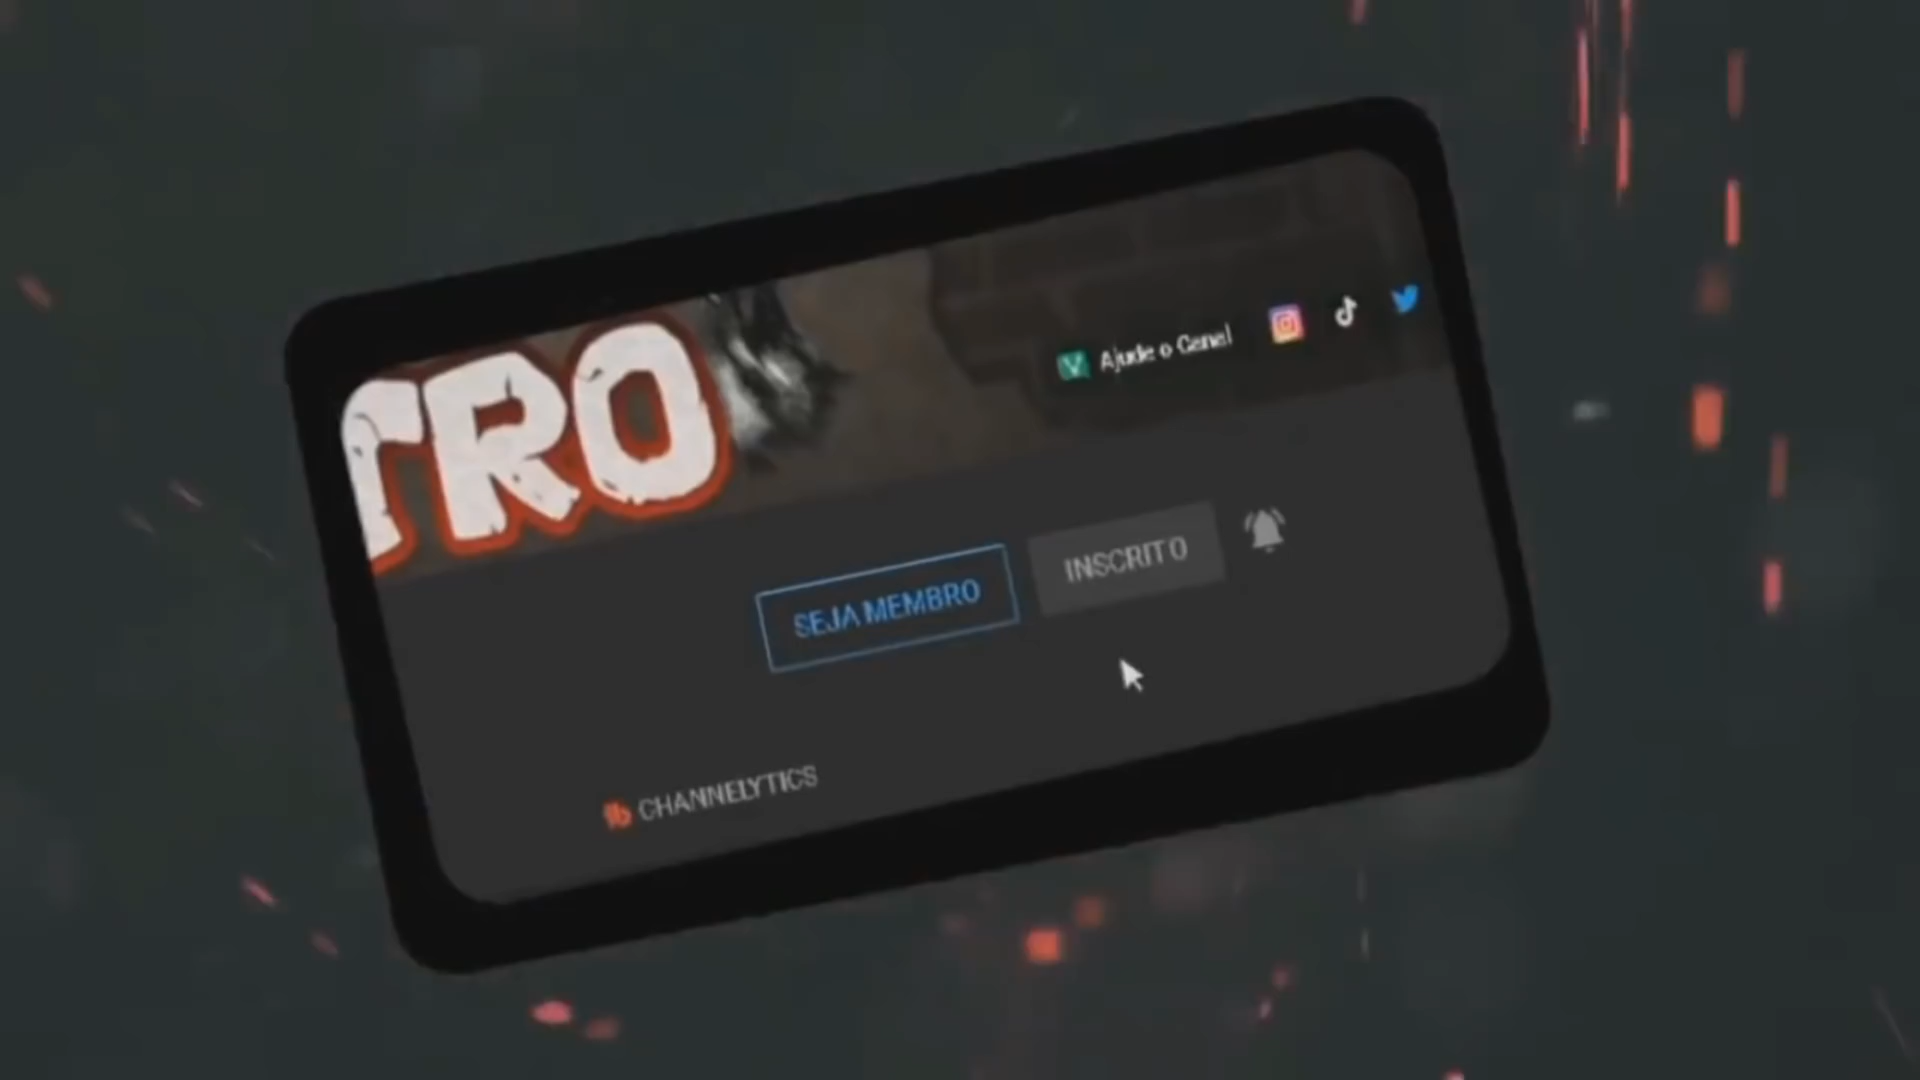 TRO
Ajude o Canal
SEJA MEMBRO
INSCRITO
CHANNELYTICS